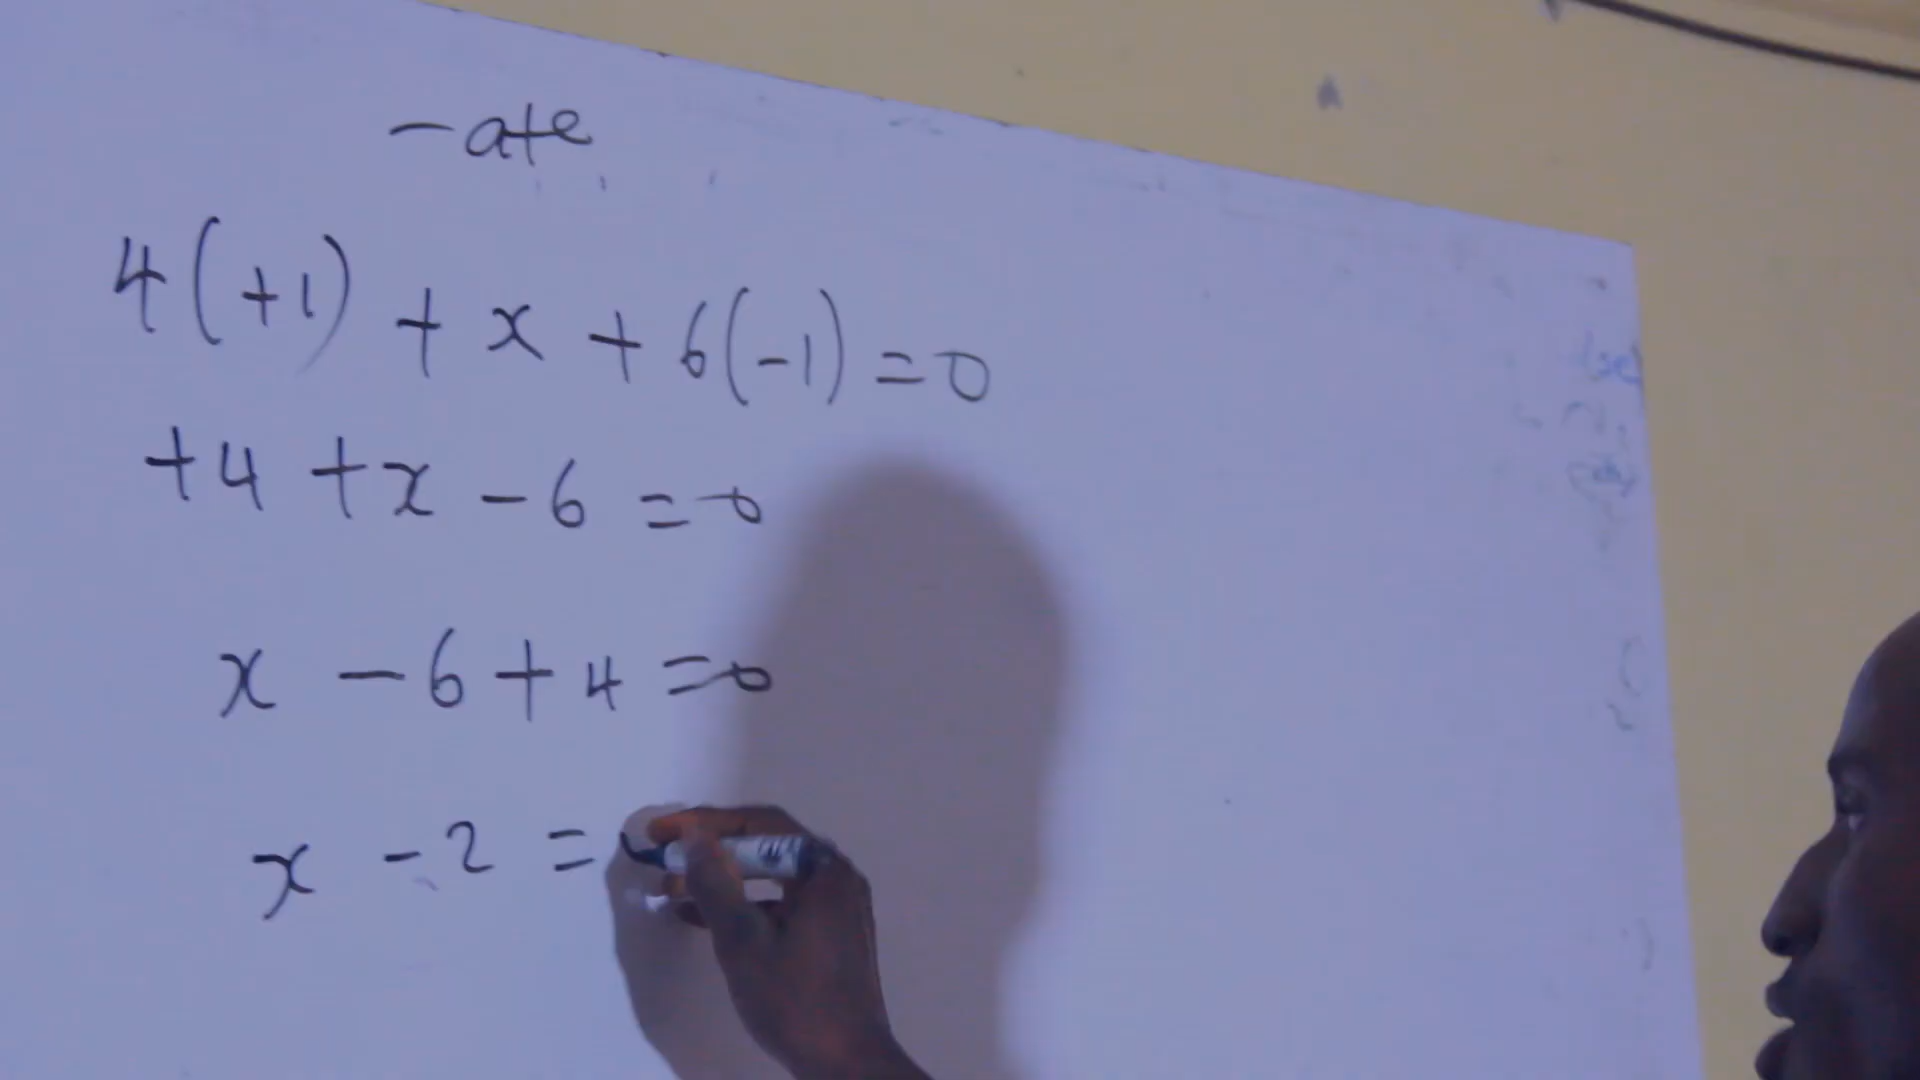 -ate
4(+1) + x + 6(-1) = 0
+4 + x - 6 = 0
x - 6 + 4 = 0
x - 2 =